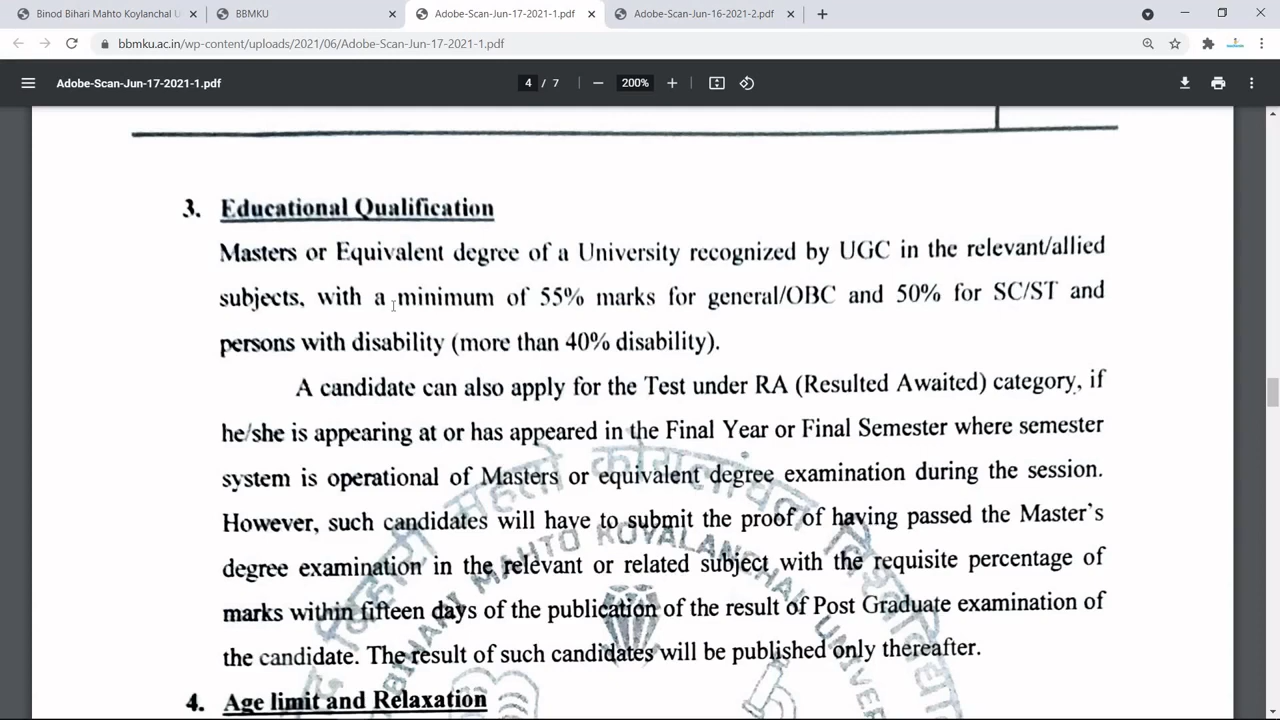 Binod Bihari Mahto Koylanchal U
BBMKU
Adobe-Scan-Jun-17-2021-1.pdf
Adobe-Scan-Jun-16-2021-2.pdf
bbmku.ac.in/wp-content/uploads/2021/06/Adobe-Scan-Jun-17-2021-1.pdf
Adobe-Scan-Jun-17-2021-1.pdf
4 / 7
200%
3. Educational Qualification
Masters or Equivalent degree of a University recognized by UGC in the relevant/allied
subjects, with a minimum of 55% marks for general/OBC and 50% for SC/ST and
persons with disability (more than 40% disability).
A candidate can also apply for the Test under RA (Resulted Awaited) category, if
he/she is appearing at or has appeared in the Final Year or Final Semester where semester
system is operational of Masters or equivalent degree examination during the session.
However, such candidates will have to submit the proof of having passed the Master's
degree examination in the relevant or related subject with the requisite percentage of
marks within fifteen days of the publication of the result of Post Graduate examination of
the candidate. The result of such candidates will be published only thereafter.
4. Age limit and Relaxation
महतो
BIHARI MAHTO KOYALANCHAL UNIVER